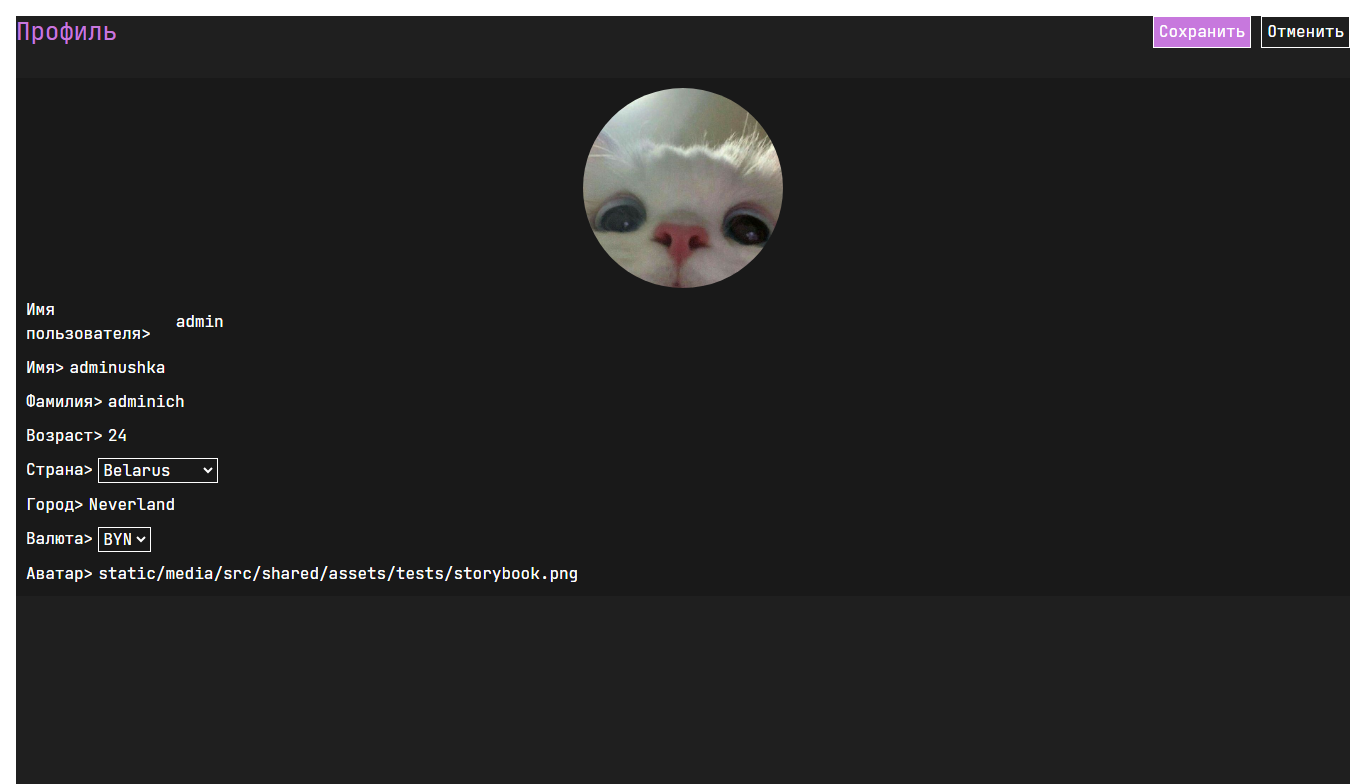 Профиль
Сохранить
Отменить
Имя
пользователя>
admin
Имя> adminushka
Фамилия> adminich
Возраст> 24
Страна> Belarus
Город> Neverland
Валюта> BYN
Аватар> static/media/src/shared/assets/tests/storybook.png